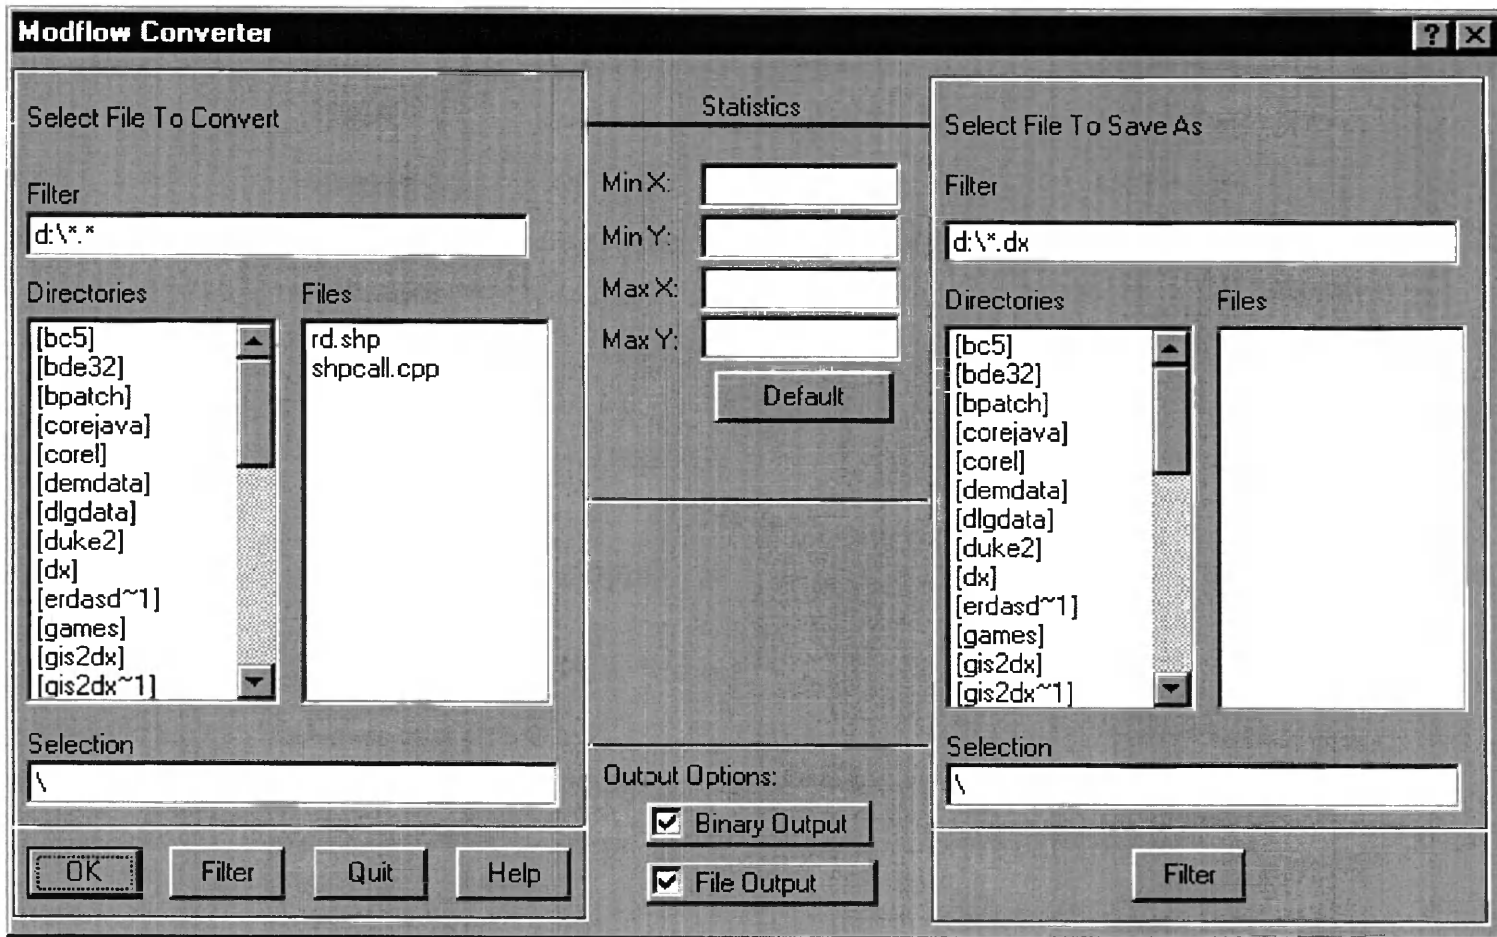 Modflow Converter
Select File To Convert
Filter
d:\*.*
Directories
Files
[bc5]
[bde32]
[bpatch]
[corejava]
[corel]
[demdata]
[dlgdata]
[duke2]
[dx]
[erdasd~1]
[games]
[gis2dx]
[gis2dx~1]
rd.shp
shpcall.cpp
Selection
\
OK
Filter
Quit
Help
Statistics
Min X:
Min Y:
Max X:
Max Y:
Default
Output Options:
Binary Output
File Output
Select File To Save As
Filter
d:\*.dx
Directories
Files
[bc5]
[bde32]
[bpatch]
[corejava]
[corel]
[demdata]
[dlgdata]
[duke2]
[dx]
[erdasd~1]
[games]
[gis2dx]
[gis2dx~1]
Selection
\
Filter